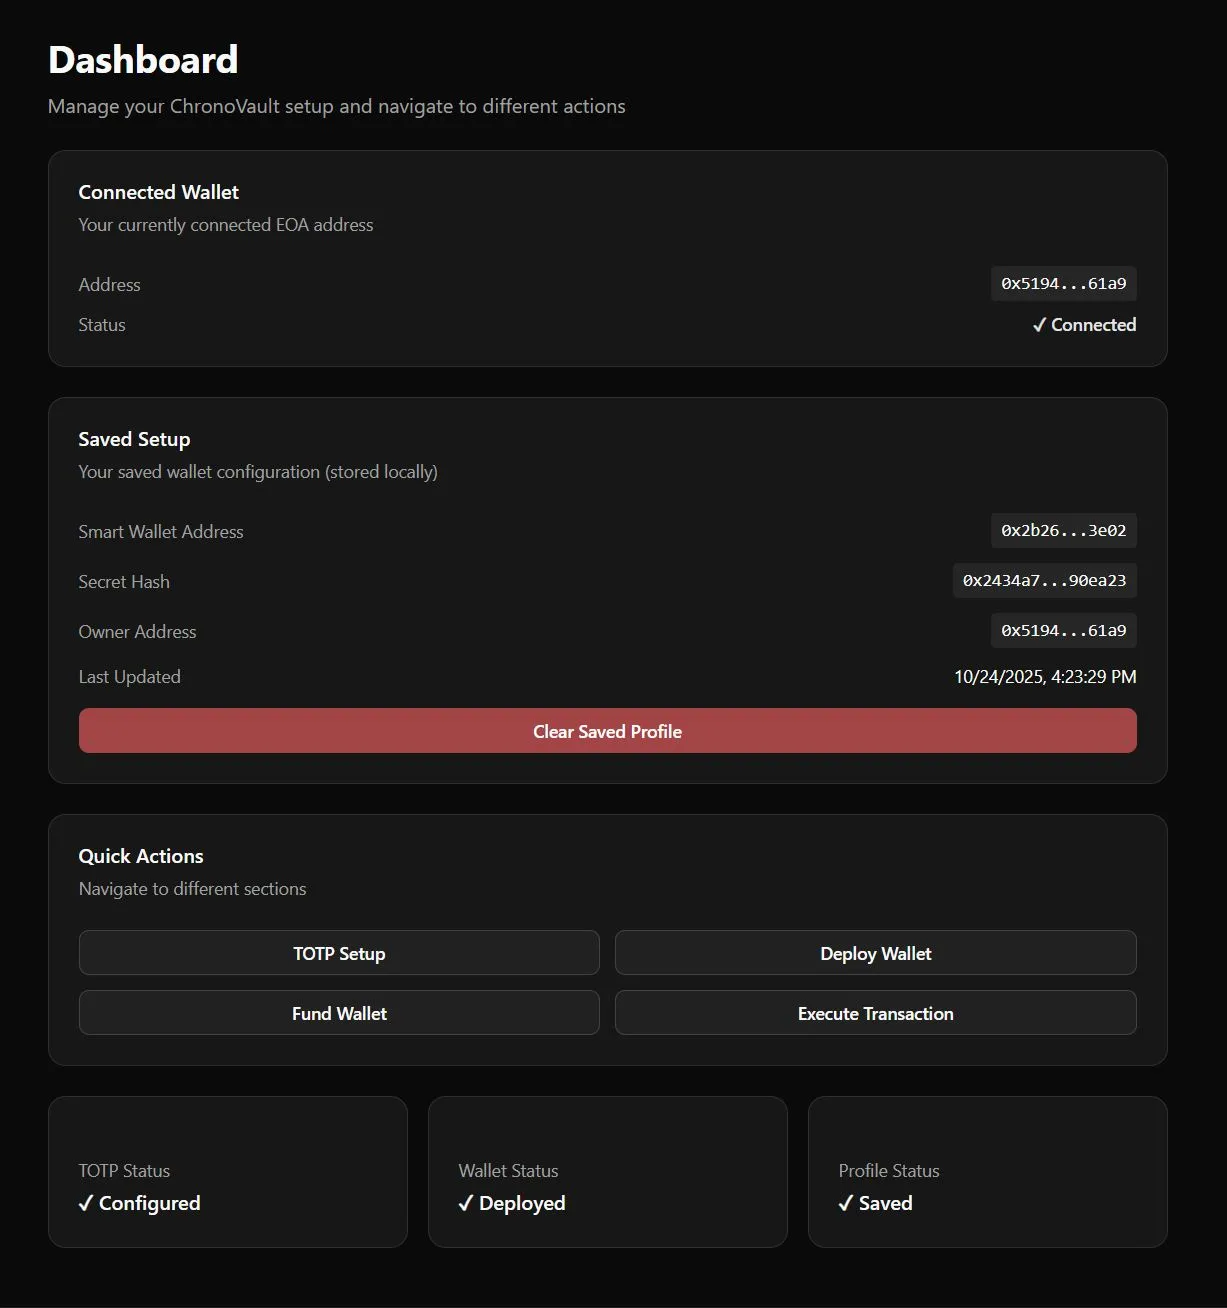 Dashboard
Manage your ChronoVault setup and navigate to different actions
Connected Wallet
Your currently connected EOA address
Address 0x5194...61a9
Status ✓ Connected
Saved Setup
Your saved wallet configuration (stored locally)
Smart Wallet Address 0x2b26...3e02
Secret Hash 0x2434a7...90ea23
Owner Address 0x5194...61a9
Last Updated 10/24/2025, 4:23:29 PM
Clear Saved Profile
Quick Actions
Navigate to different sections
TOTP Setup Deploy Wallet
Fund Wallet Execute Transaction
TOTP Status Wallet Status Profile Status
✓ Configured ✓ Deployed ✓ Saved